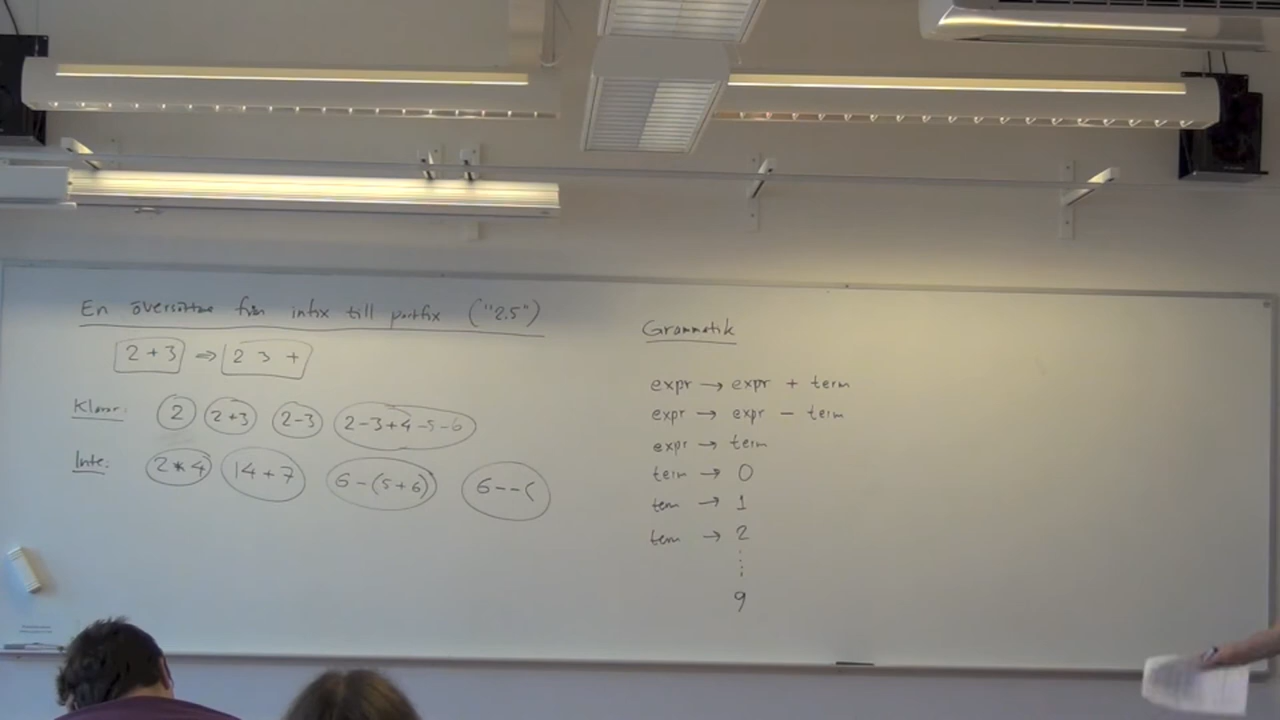 En översätta från infix till postfix ("2.5")
2 + 3 ⇒ 2 3 +
Klarar: 2 2+3 2-3 2-3+4-5-6
Inte: 2*4 14+7 6-(5+6) 6--(
Grammatik
expr → expr + term
expr → expr - term
expr → term
term → 0
term → 1
term → 2
⋮
9